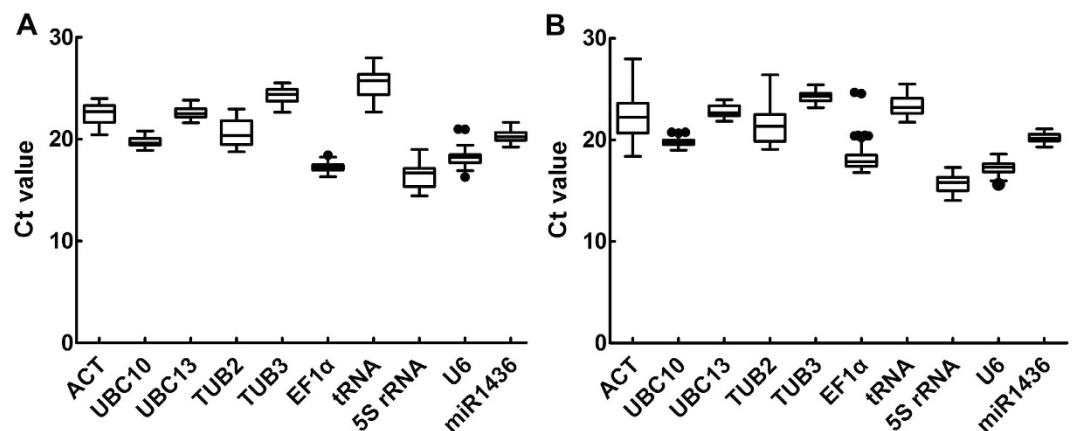 A
Ct value
30
20
10
0
ACT
UBC10
UBC13
TUB2
TUB3
EF1α
tRNA
5S rRNA
U6
miR1436
B
Ct value
30
20
10
0
ACT
UBC10
UBC13
TUB2
TUB3
EF1α
tRNA
5S rRNA
U6
miR1436